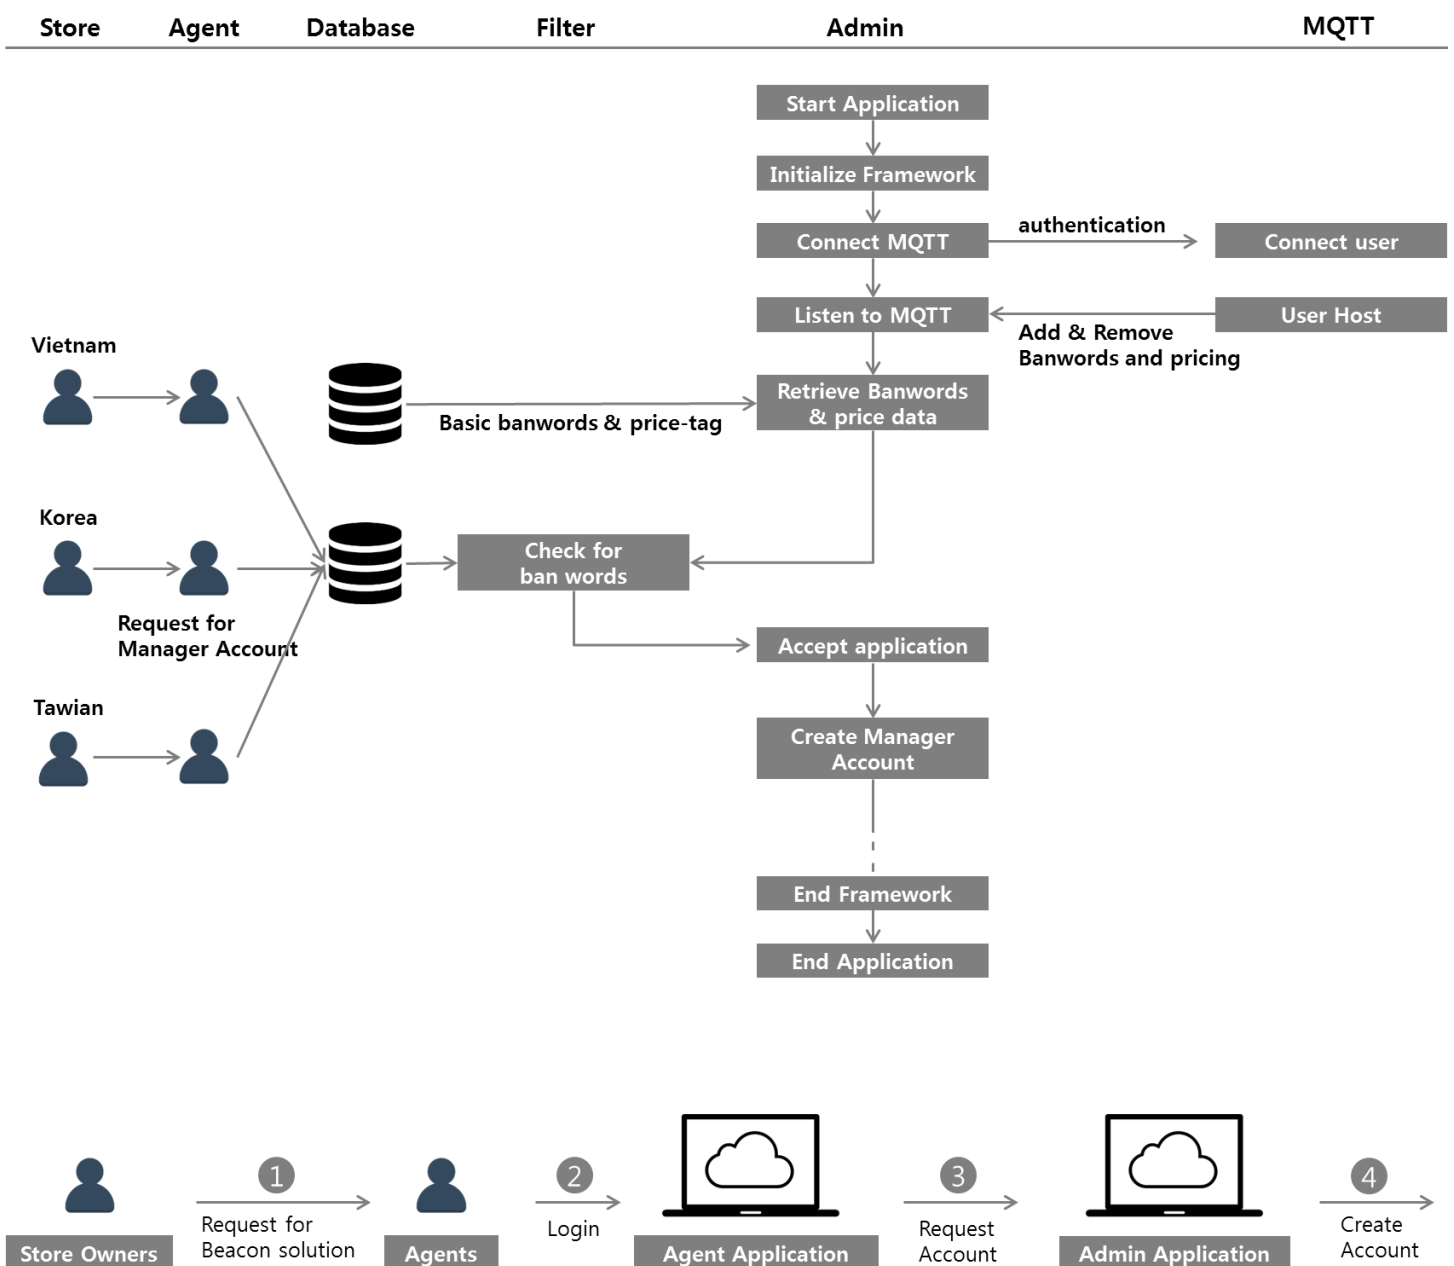 Store Agent Database Filter Admin MQTT
Start Application
Initialize Framework
authentication
Connect MQTT
Connect user
Listen to MQTT
User Host
Add & Remove
Banwords and pricing
Vietnam
Retrieve Banwords
& price data
Basic banwords & price-tag
Korea
Check for
ban words
Request for
Manager Account
Accept application
Tawian
Create Manager
Account
End Framework
End Application
1
2
3
4
Request for
Beacon solution
Login
Request
Account
Create
Account
Store Owners
Agents
Agent Application
Admin Application